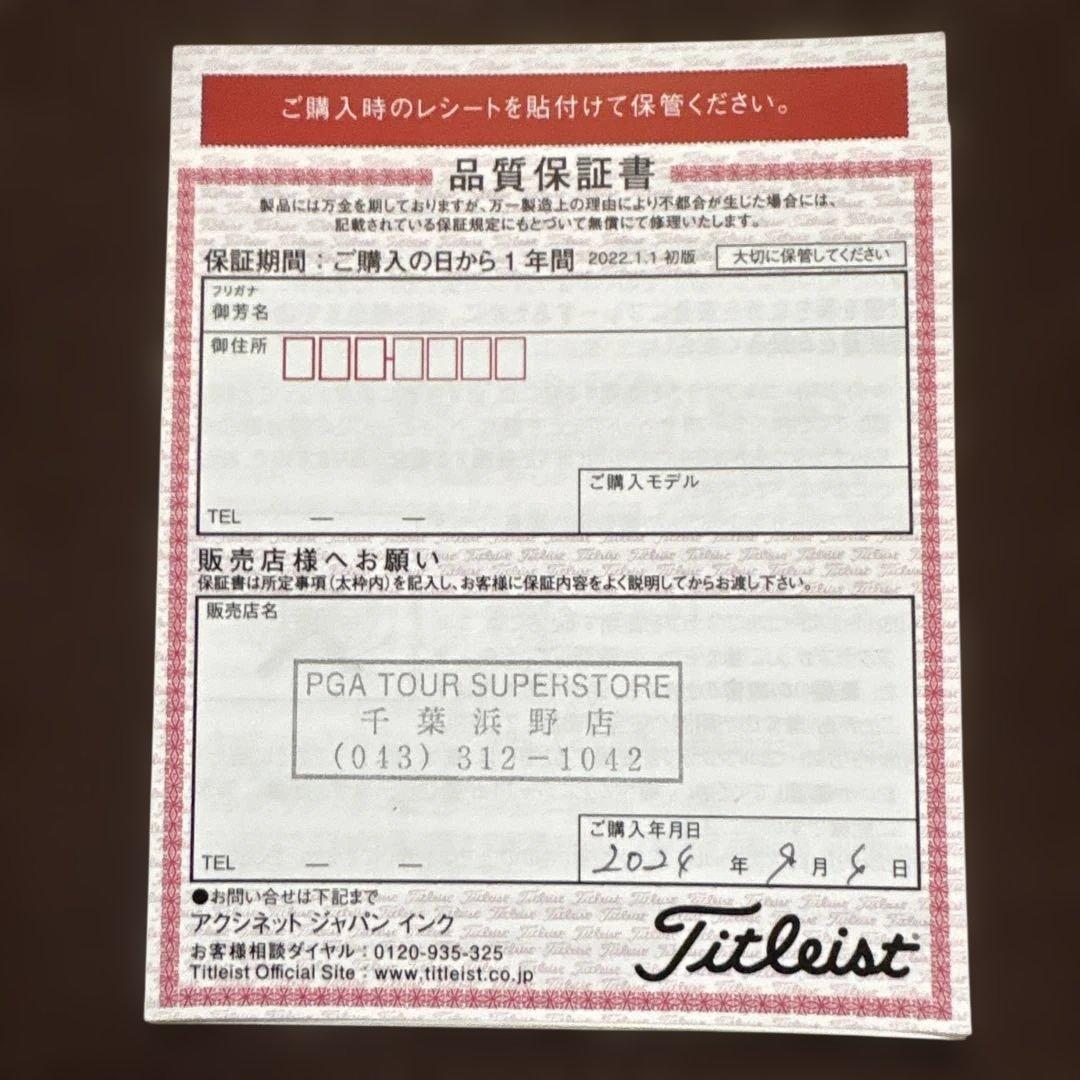 ご購入時のレシートを貼付けて保管ください。
品質保証書
製品には万全を期しておりますが、万一製造上の理由により不都合が生じた場合には、
記載されている保証規定にもとづいて無償にて修理いたします。
保証期間：ご購入の日から1年間 2022.1.1 初版 大切に保管してください
フリガナ
御芳名
御住所
ご購入モデル
TEL — —
販売店様へお願い
保証書は所定事項(太枠内)を記入し、お客様に保証内容をよく説明してからお渡し下さい。
販売店名
PGA TOUR SUPERSTORE
千葉浜野店
(043) 312-1042
ご購入年月日
TEL — — 2024 年 9 月 6 日
●お問い合せは下記まで
アクシネット ジャパン インク
お客様相談ダイヤル：0120-935-325
Titleist Official Site：www.titleist.co.jp
Titleist